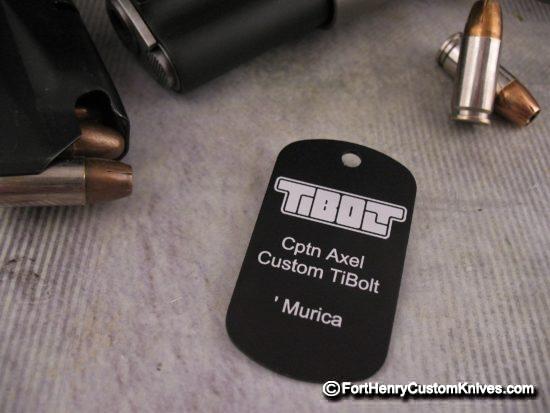 TiBOLT
Cptn Axel
Custom TiBolt
' Murica
© FortHenryCustomKnives.com